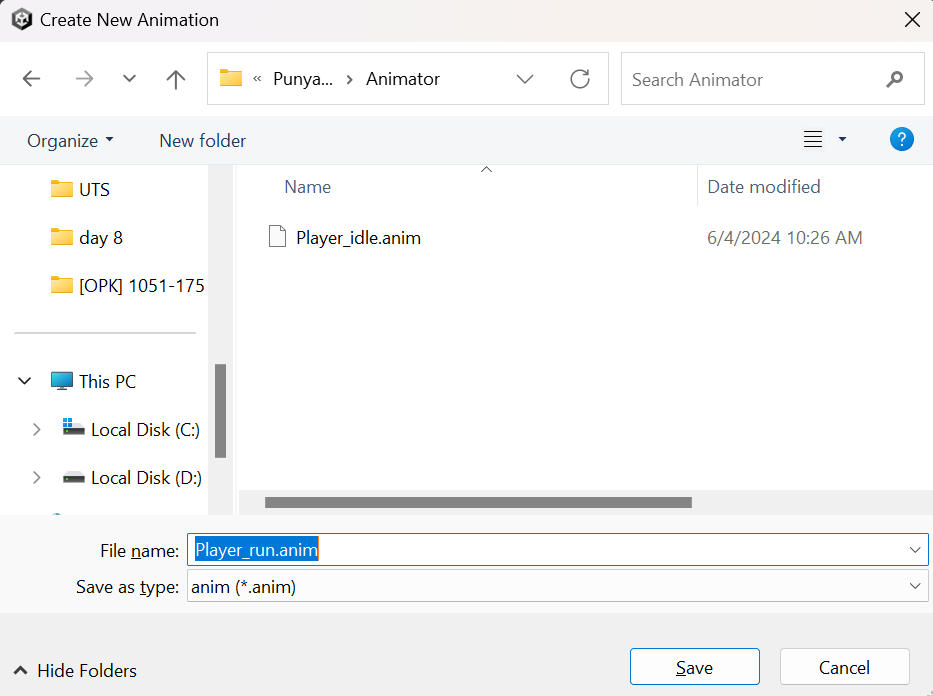 Create New Animation
« Punya... > Animator
Search Animator
Organize
New folder
?
Name
Date modified
UTS
day 8
[OPK] 1051-175
Player_idle.anim
6/4/2024 10:26 AM
This PC
Local Disk (C:)
Local Disk (D:)
File name: Player_run.anim
Save as type: anim (*.anim)
Hide Folders
Save
Cancel